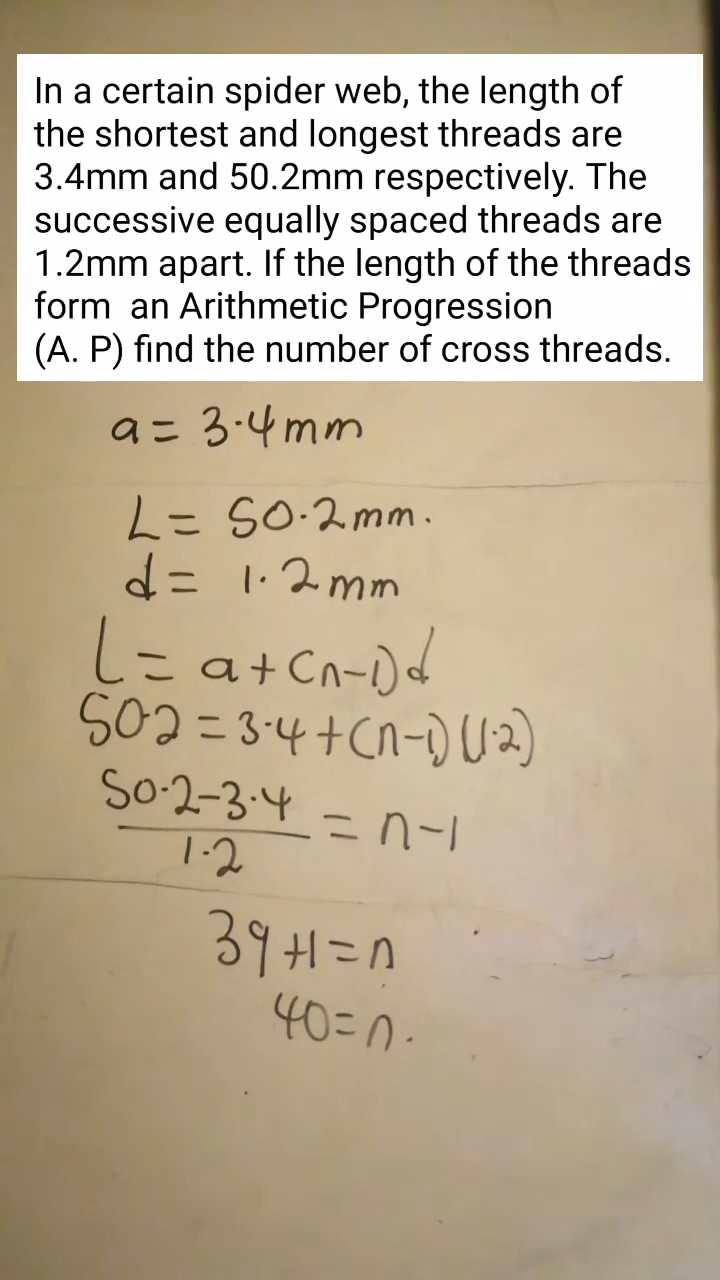 In a certain spider web, the length of
the shortest and longest threads are
3.4mm and 50.2mm respectively. The
successive equally spaced threads are
1.2mm apart. If the length of the threads
form an Arithmetic Progression
(A. P) find the number of cross threads.
a = 3.4mm
L = 50.2mm.
d = 1.2mm
L = a+(n-1)d
50.2 = 3.4+(n-1)(1.2)
50.2-3.4
= n-1
1.2
39+1=n
40=n.